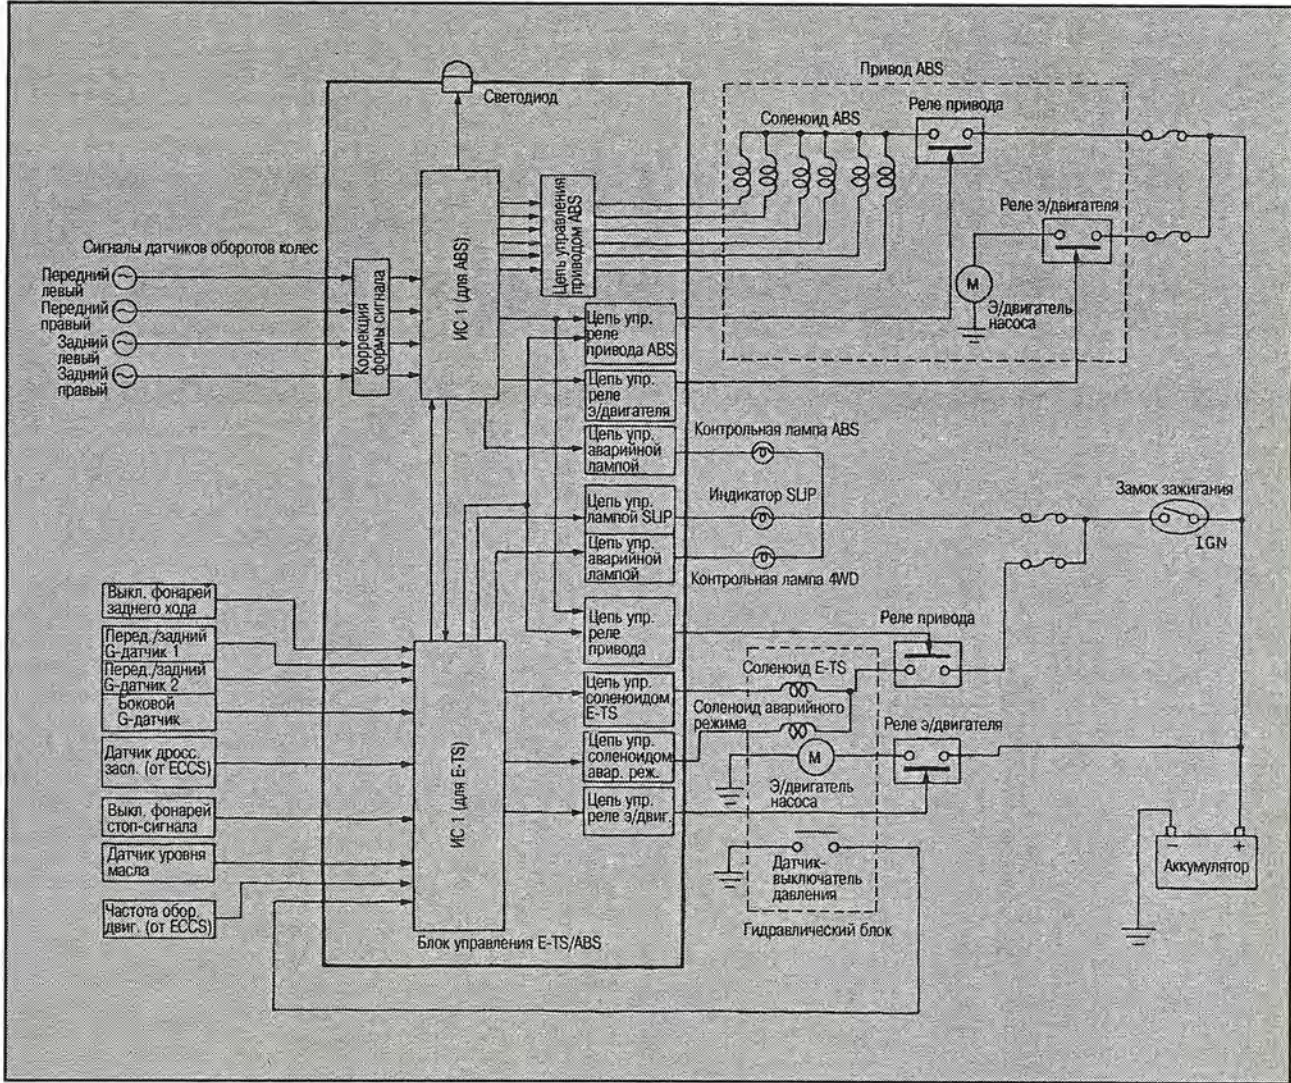 Светодиод
Привод ABS
Реле привода
Соленоид ABS
Реле э/двигателя
М
Э/двигатель
насоса
Сигналы датчиков оборотов колес
Передний
левый
Передний
правый
Задний
левый
Задний
правый
Коррекция
формы сигнала
ИС 1 (для ABS)
Цепь управления
приводом ABS
Цепь упр.
реле
привода ABS
Цепь упр.
реле
э/двигателя
Цепь упр.
аварийной
лампой
Цепь упр.
лампой SLIP
Цепь упр.
аварийной
лампой
Контрольная лампа ABS
Индикатор SLIP
Контрольная лампа 4WD
Замок зажигания
IGN
Выкл. фонарей
заднего хода
Перед./задний
G-датчик 1
Перед./задний
G-датчик 2
Боковой
G-датчик
Датчик дросс.
засл. (от ECCS)
Выкл. фонарей
стоп-сигнала
Датчик уровня
масла
Частота обор.
двиг. (от ECCS)
ИС 1 (для E-TS)
Цепь упр.
реле
привода
Цепь упр.
соленоидом
E-TS
Цепь упр.
соленоидом
авар. реж.
Цепь упр.
реле э/двиг.
Блок управления E-TS/ABS
Реле привода
Соленоид E-TS
Соленоид аварийного
режима
Реле э/двигателя
М
Э/двигатель
насоса
Датчик-
выключатель
давления
Гидравлический блок
- +
Аккумулятор